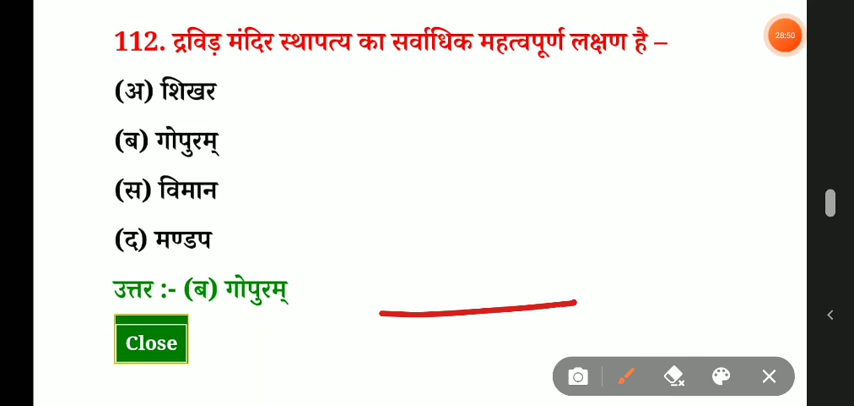 112. द्रविड़ मंदिर स्थापत्य का सर्वाधिक महत्वपूर्ण लक्षण है –
28:50
(अ) शिखर
(ब) गोपुरम्
(स) विमान
(द) मण्डप
उत्तर :- (ब) गोपुरम्
Close